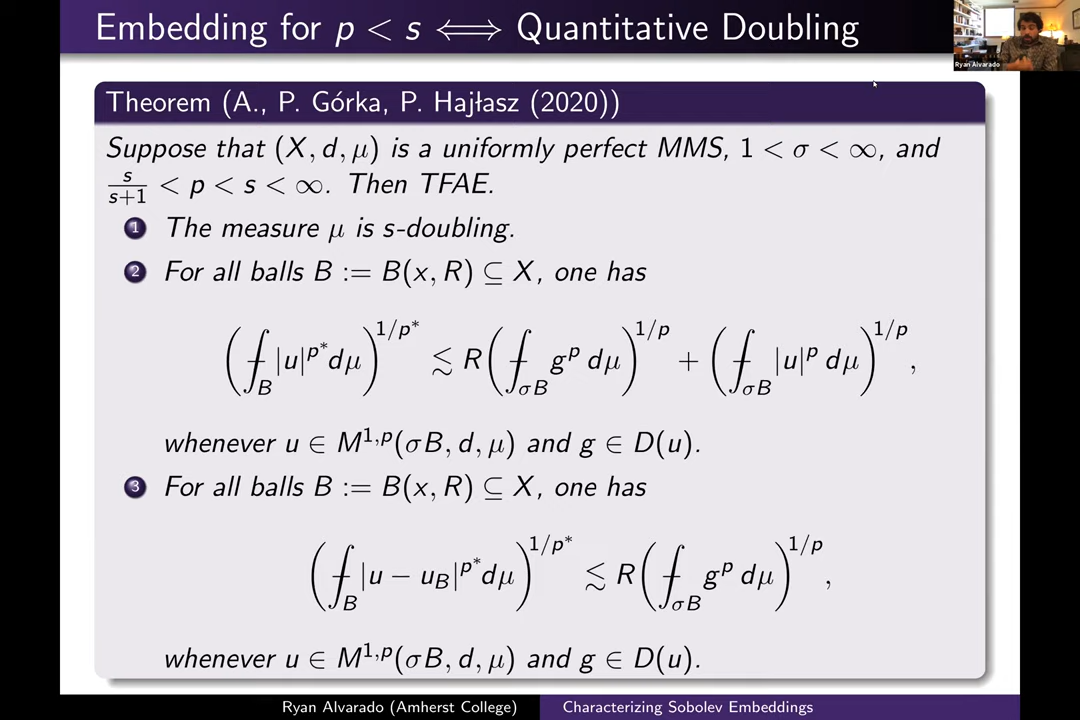 Embedding for p < s ⟺ Quantitative Doubling
Ryan Alvarado
Theorem (A., P. Górka, P. Hajłasz (2020))
Suppose that (X, d, μ) is a uniformly perfect MMS, 1 < σ < ∞, and
s/(s+1) < p < s < ∞. Then TFAE.
1 The measure μ is s-doubling.
2 For all balls B := B(x, R) ⊆ X, one has
(⨍_B |u|^{p*} dμ)^{1/p*} ≲ R(⨍_{σB} g^p dμ)^{1/p} + (⨍_{σB} |u|^p dμ)^{1/p},
whenever u ∈ M^{1,p}(σB, d, μ) and g ∈ D(u).
3 For all balls B := B(x, R) ⊆ X, one has
(⨍_B |u − u_B|^{p*} dμ)^{1/p*} ≲ R(⨍_{σB} g^p dμ)^{1/p},
whenever u ∈ M^{1,p}(σB, d, μ) and g ∈ D(u).
Ryan Alvarado (Amherst College) Characterizing Sobolev Embeddings